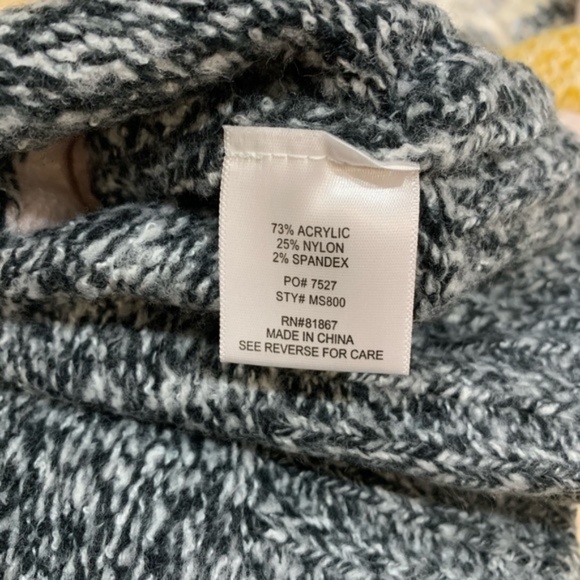 73% ACRYLIC
25% NYLON
2% SPANDEX
PO# 7527
STY# MS800
RN#81867
MADE IN CHINA
SEE REVERSE FOR CARE